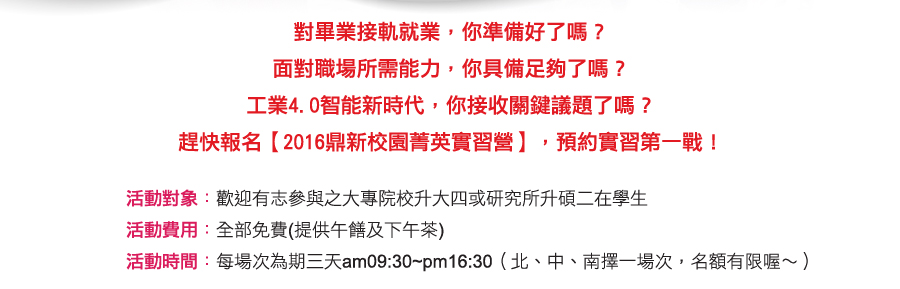 對畢業接軌就業，你準備好了嗎？
面對職場所需能力，你具備足夠了嗎？
工業4.0智能新時代，你接收關鍵議題了嗎？
趕快報名【2016鼎新校園菁英實習營】，預約實習第一戰！
活動對象：歡迎有志參與之大專院校升大四或研究所升碩二在學生
活動費用：全部免費(提供午饍及下午茶)
活動時間：每場次為期三天am09:30~pm16:30（北、中、南擇一場次，名額有限喔～）